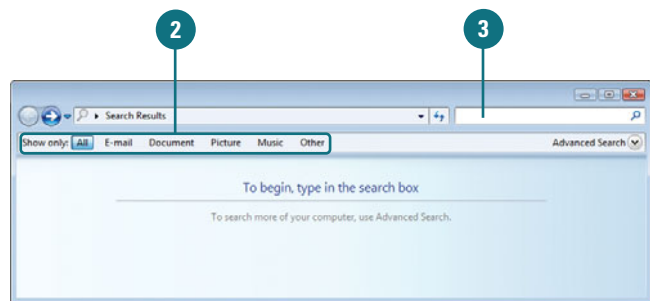 2 3
Search Results
Show only: All E-mail Document Picture Music Other Advanced Search
To begin, type in the search box
To search more of your computer, use Advanced Search.